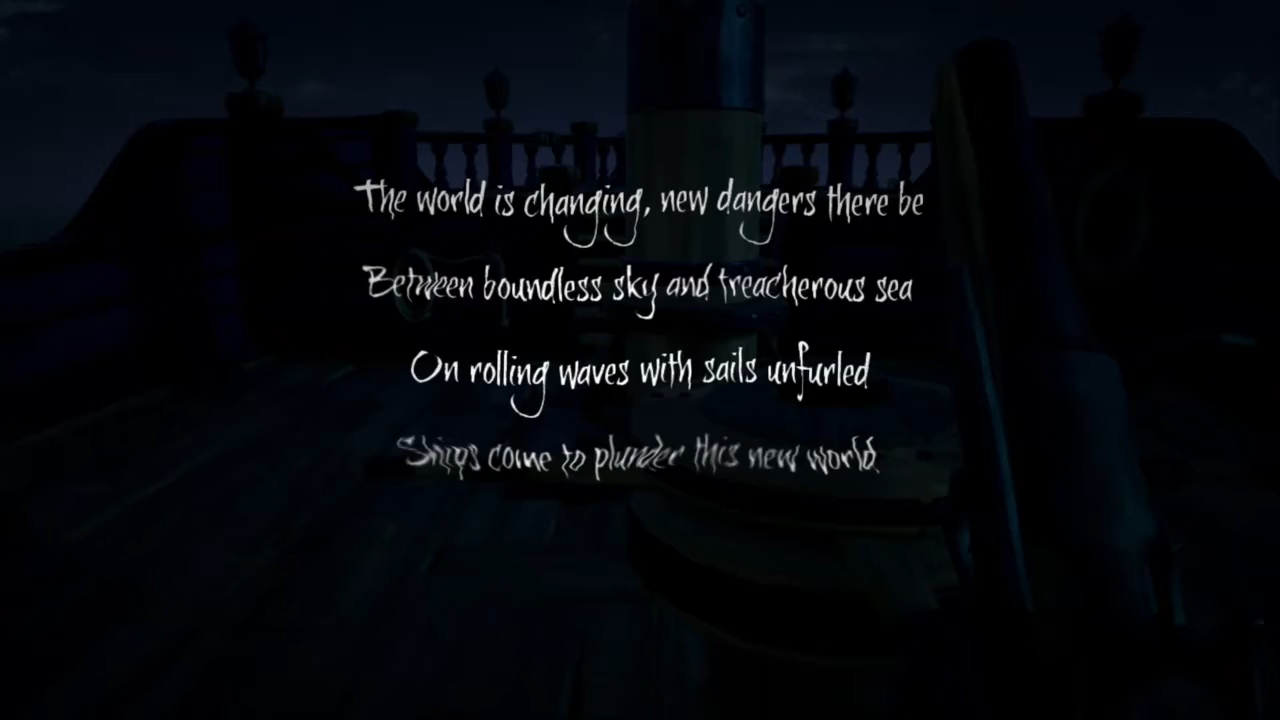 The world is changing, new dangers there be
Between boundless sky and treacherous sea
On rolling waves with sails unfurled
Ships come to plunder this new world.